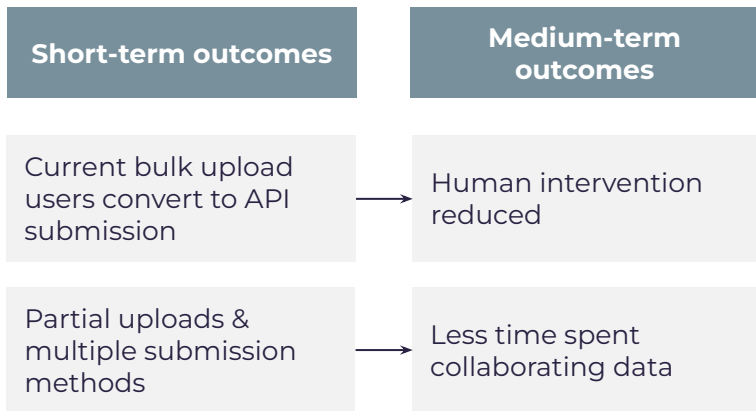 Short-term outcomes
Medium-term
outcomes
Current bulk upload
users convert to API
submission
Human intervention
reduced
Partial uploads &
multiple submission
methods
Less time spent
collaborating data